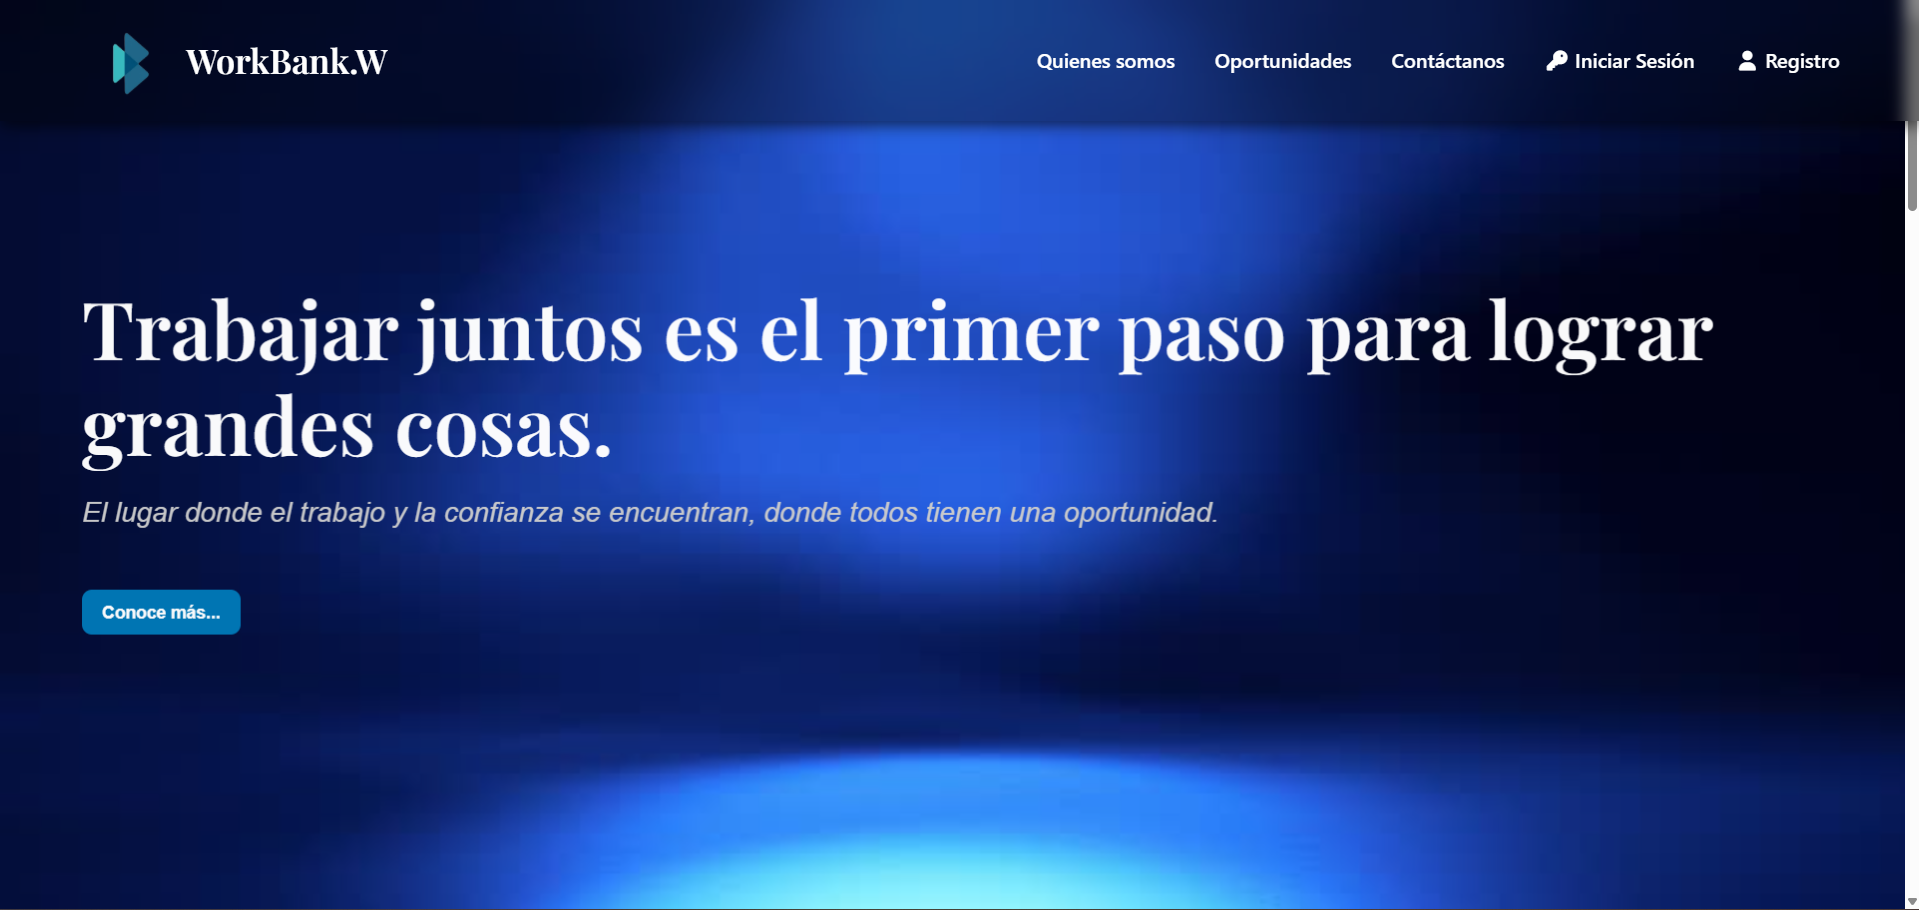 WorkBank.W
Quienes somos
Oportunidades
Contáctanos
Iniciar Sesión
Registro
Trabajar juntos es el primer paso para lograr
grandes cosas.
El lugar donde el trabajo y la confianza se encuentran, donde todos tienen una oportunidad.
Conoce más...